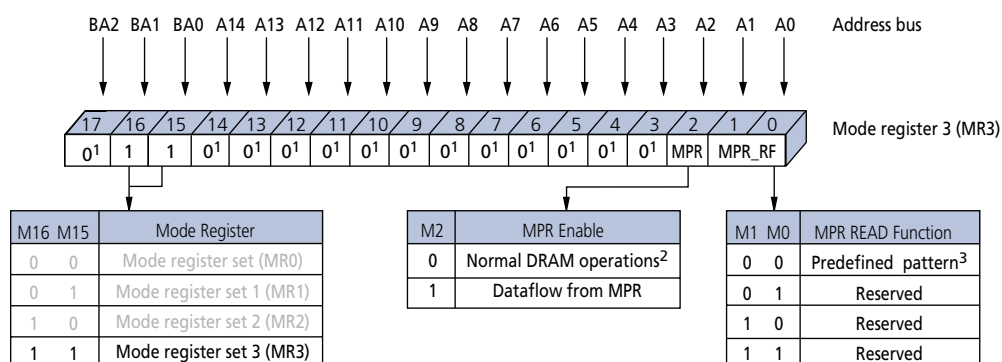 BA2 BA1 BA0 A14 A13 A12 A11 A10 A9 A8 A7 A6 A5 A4 A3 A2 A1 A0 Address bus
17 16 15 14 13 12 11 10 9 8 7 6 5 4 3 2 1 0 Mode register 3 (MR3)
0¹ 1 1 0¹ 0¹ 0¹ 0¹ 0¹ 0¹ 0¹ 0¹ 0¹ 0¹ 0¹ 0¹ MPR MPR_RF
M16 M15 Mode Register
0 0 Mode register set (MR0)
0 1 Mode register set 1 (MR1)
1 0 Mode register set 2 (MR2)
1 1 Mode register set 3 (MR3)
M2 MPR Enable
0 Normal DRAM operations²
1 Dataflow from MPR
M1 M0 MPR READ Function
0 0 Predefined pattern³
0 1 Reserved
1 0 Reserved
1 1 Reserved